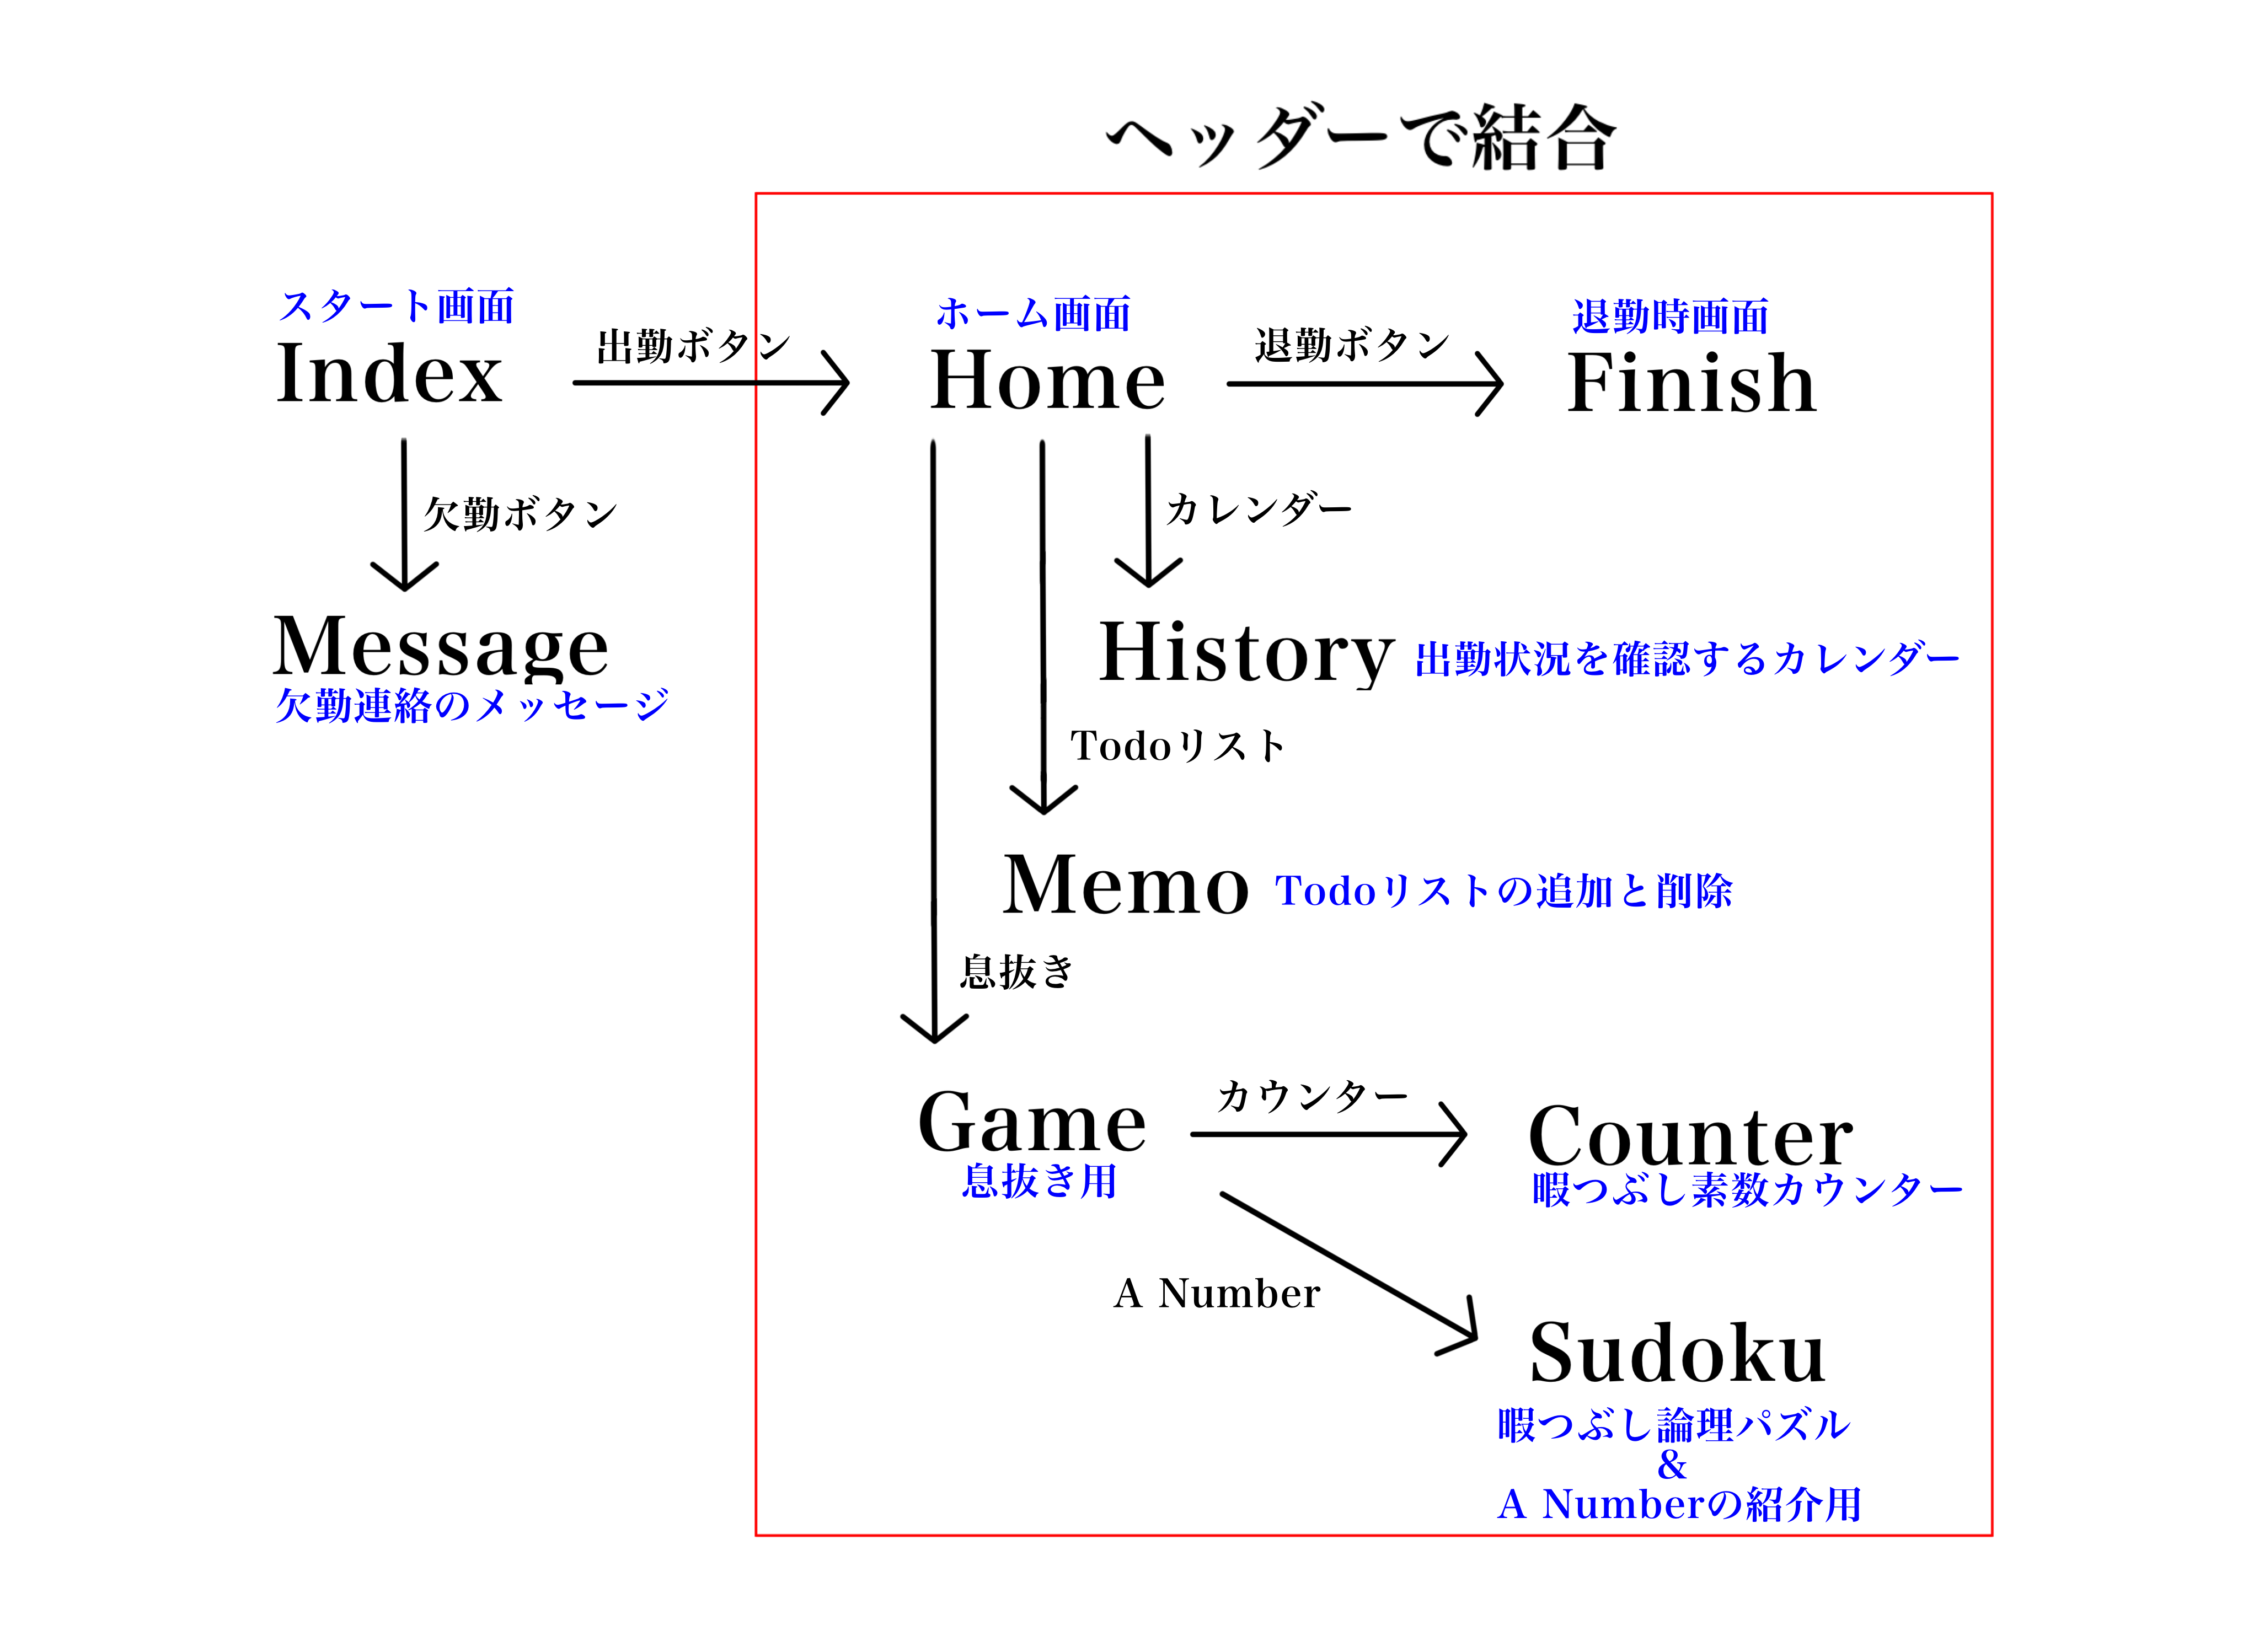 ヘッダーで結合
スタート画面
Index
出勤ボタン
ホーム画面
Home
退勤ボタン
退勤時画面
Finish
欠勤ボタン
カレンダー
Message
欠勤連絡のメッセージ
History
出勤状況を確認するカレンダー
Todoリスト
Memo
Todoリストの追加と削除
息抜き
Game
息抜き用
カウンター
Counter
暇つぶし素数カウンター
A Number
Sudoku
暇つぶし論理パズル
&
A Numberの紹介用